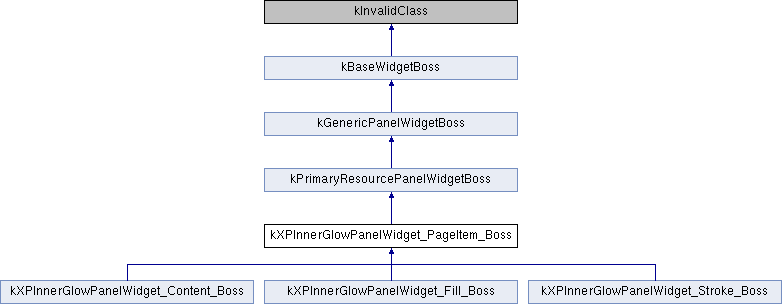 kInvalidClass
kBaseWidgetBoss
kGenericPanelWidgetBoss
kPrimaryResourcePanelWidgetBoss
kXPInnerGlowPanelWidget_PageItem_Boss
kXPInnerGlowPanelWidget_Content_Boss
kXPInnerGlowPanelWidget_Fill_Boss
kXPInnerGlowPanelWidget_Stroke_Boss